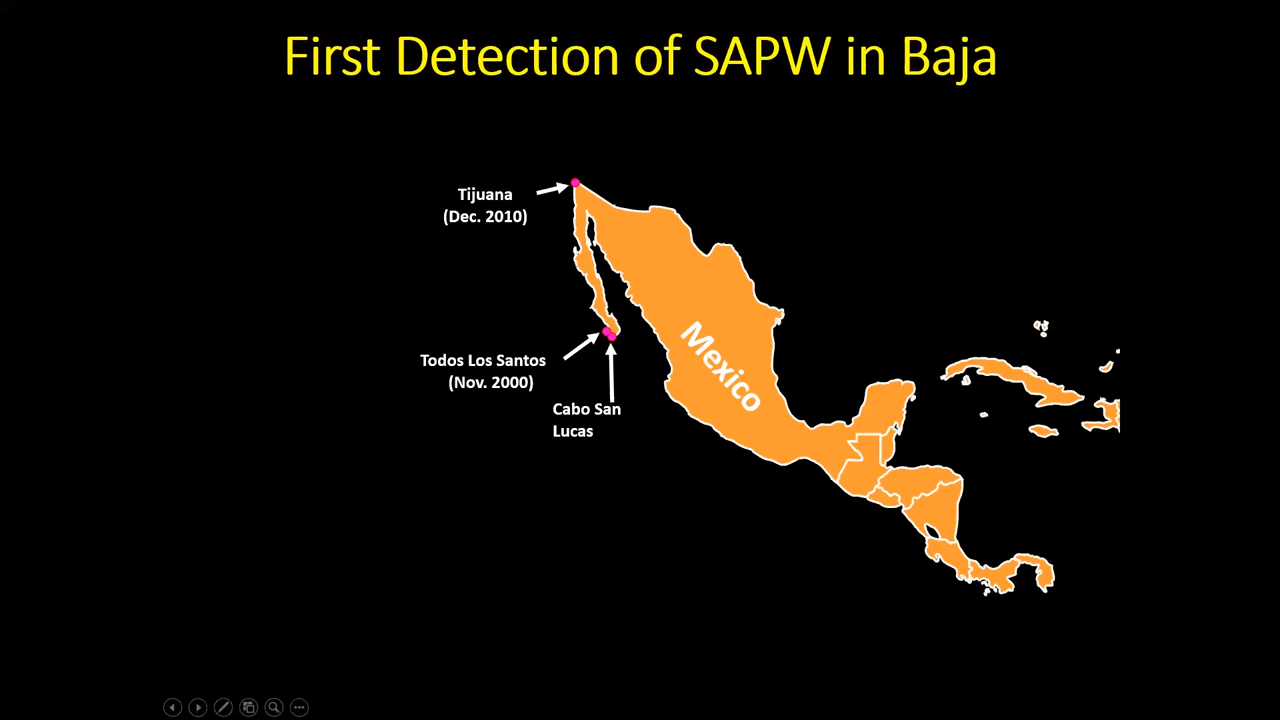 First Detection of SAPW in Baja
Tijuana
(Dec. 2010)
Mexico
Todos Los Santos
(Nov. 2000)
Cabo San
Lucas